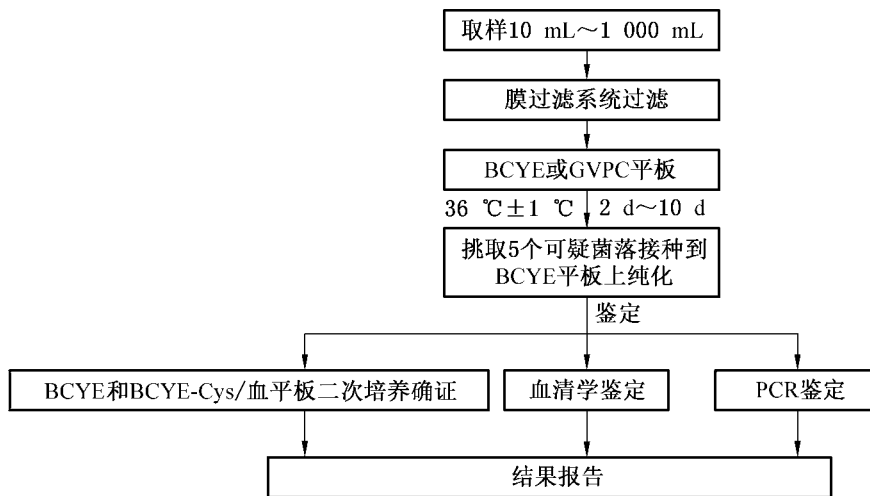 取样10 mL～1 000 mL
膜过滤系统过滤
BCYE或GVPC平板
36 ℃±1 ℃ 2 d～10 d
挑取5个可疑菌落接种到
BCYE平板上纯化
鉴定
BCYE和BCYE-Cys/血平板二次培养确证
血清学鉴定
PCR鉴定
结果报告